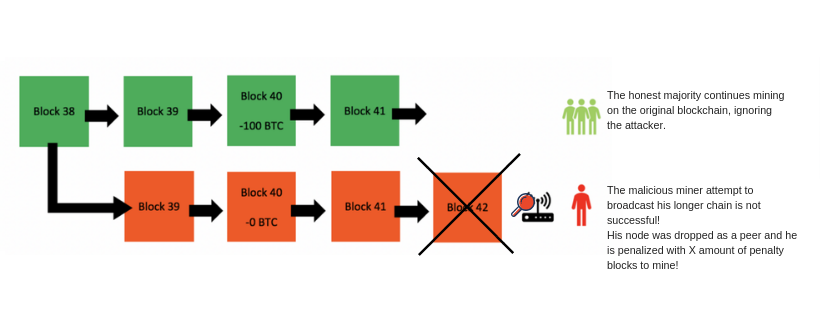 Block 38
Block 39
Block 40
-100 BTC
Block 41
The honest majority continues mining
on the original blockchain, ignoring
the attacker.
Block 39
Block 40
-0 BTC
Block 41
Block 42
The malicious miner attempt to
broadcast his longer chain is not
successful!
His node was dropped as a peer and he
is penalized with X amount of penalty
blocks to mine!